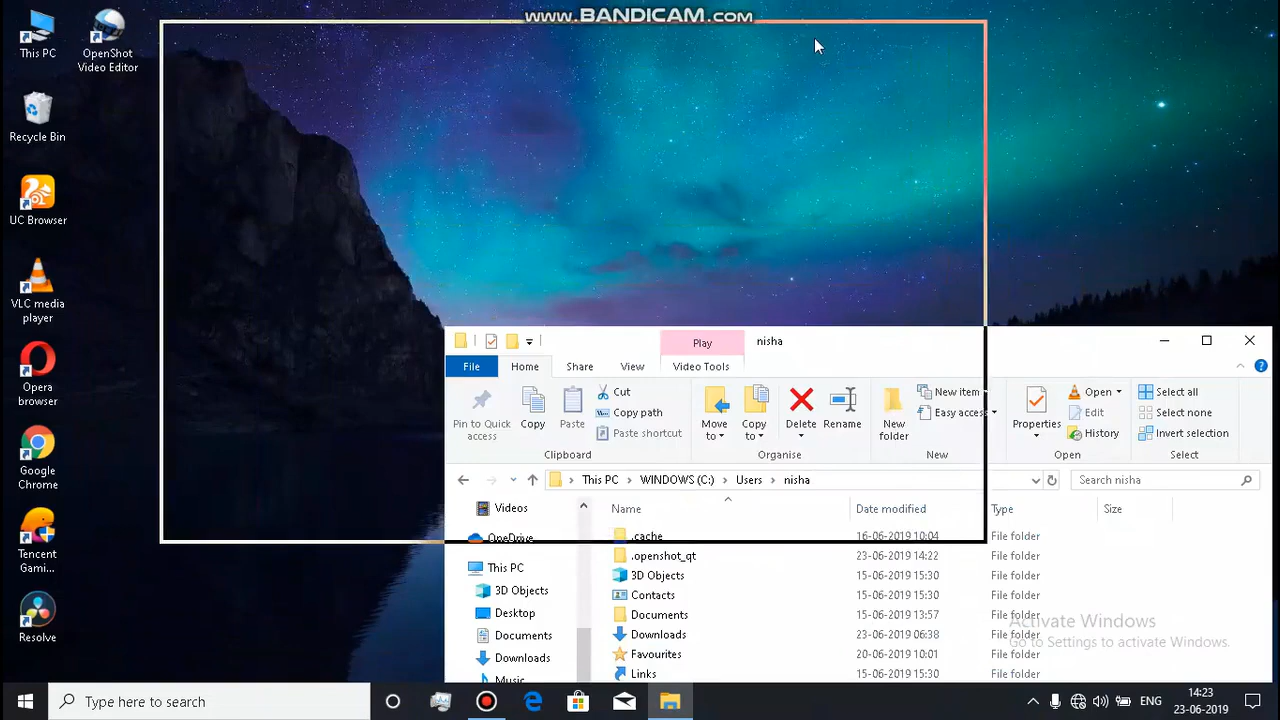 www.BANDICAM.com
This PC
OpenShot
Video Editor
Recycle Bin
UC Browser
VLC media
player
Opera
browser
Google
Chrome
Tencent
Gami...
Resolve
Play
nisha
File
Home
Share
View
Video Tools
Pin to Quick
access
Copy
Paste
Cut
Copy path
Paste shortcut
Clipboard
Move
to
Copy
to
Delete
Rename
Organise
New
folder
New item
Easy access
New
Properties
Open
Edit
History
Open
Select all
Select none
Invert selection
Select
This PC
WINDOWS (C:)
Users
nisha
Search nisha
Videos
OneDrive
This PC
3D Objects
Desktop
Documents
Downloads
Music
Name
Date modified
Type
Size
.cache
16-06-2019 10:04
File folder
.openshot_qt
23-06-2019 14:22
File folder
3D Objects
15-06-2019 15:30
File folder
Contacts
15-06-2019 15:30
File folder
Documents
15-06-2019 13:57
File folder
Downloads
23-06-2019 06:38
File folder
Favourites
20-06-2019 10:01
File folder
Links
15-06-2019 15:30
File folder
Activate Windows
Go to Settings to activate Windows.
Type here to search
ENG
14:23
23-06-2019